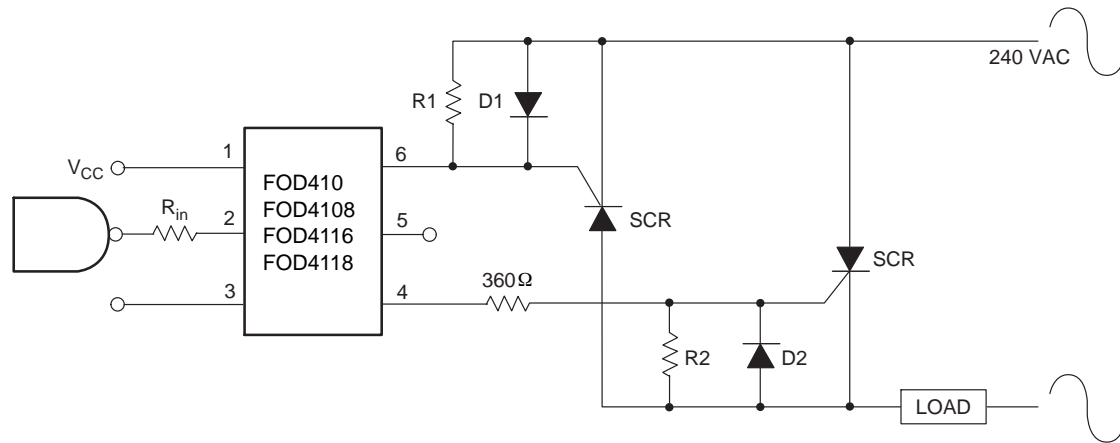 240 VAC
R1
D1
V_CC
1
6
FOD410
FOD4108
FOD4116
FOD4118
R_in
2
5
SCR
SCR
3
4
360Ω
R2
D2
LOAD